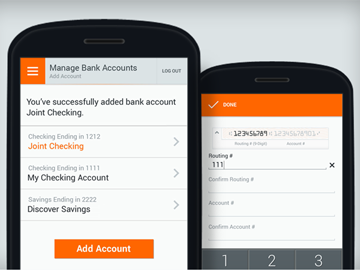 Manage Bank Accounts
Add Account
LOG OUT
You've successfully added bank account
Joint Checking.
Checking Ending in 1212
Joint Checking
Checking Ending in 1111
My Checking Account
Savings Ending in 2222
Discover Savings
Add Account
DONE
123456789
Routing # (9-Digit)
Account #
Routing #
111
Confirm Routing #
Account #
Confirm Account #
1 2 3